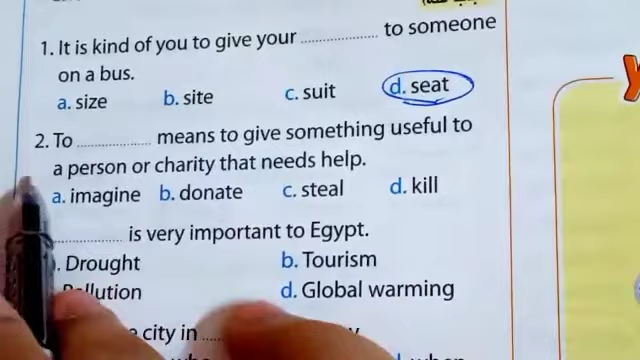 1. It is kind of you to give your .................. to someone
on a bus.
a. size b. site c. suit d. seat
2. To .................. means to give something useful to
a person or charity that needs help.
a. imagine b. donate c. steal d. kill
.................. is very important to Egypt.
. Drought b. Tourism
Pollution d. Global warming
city in